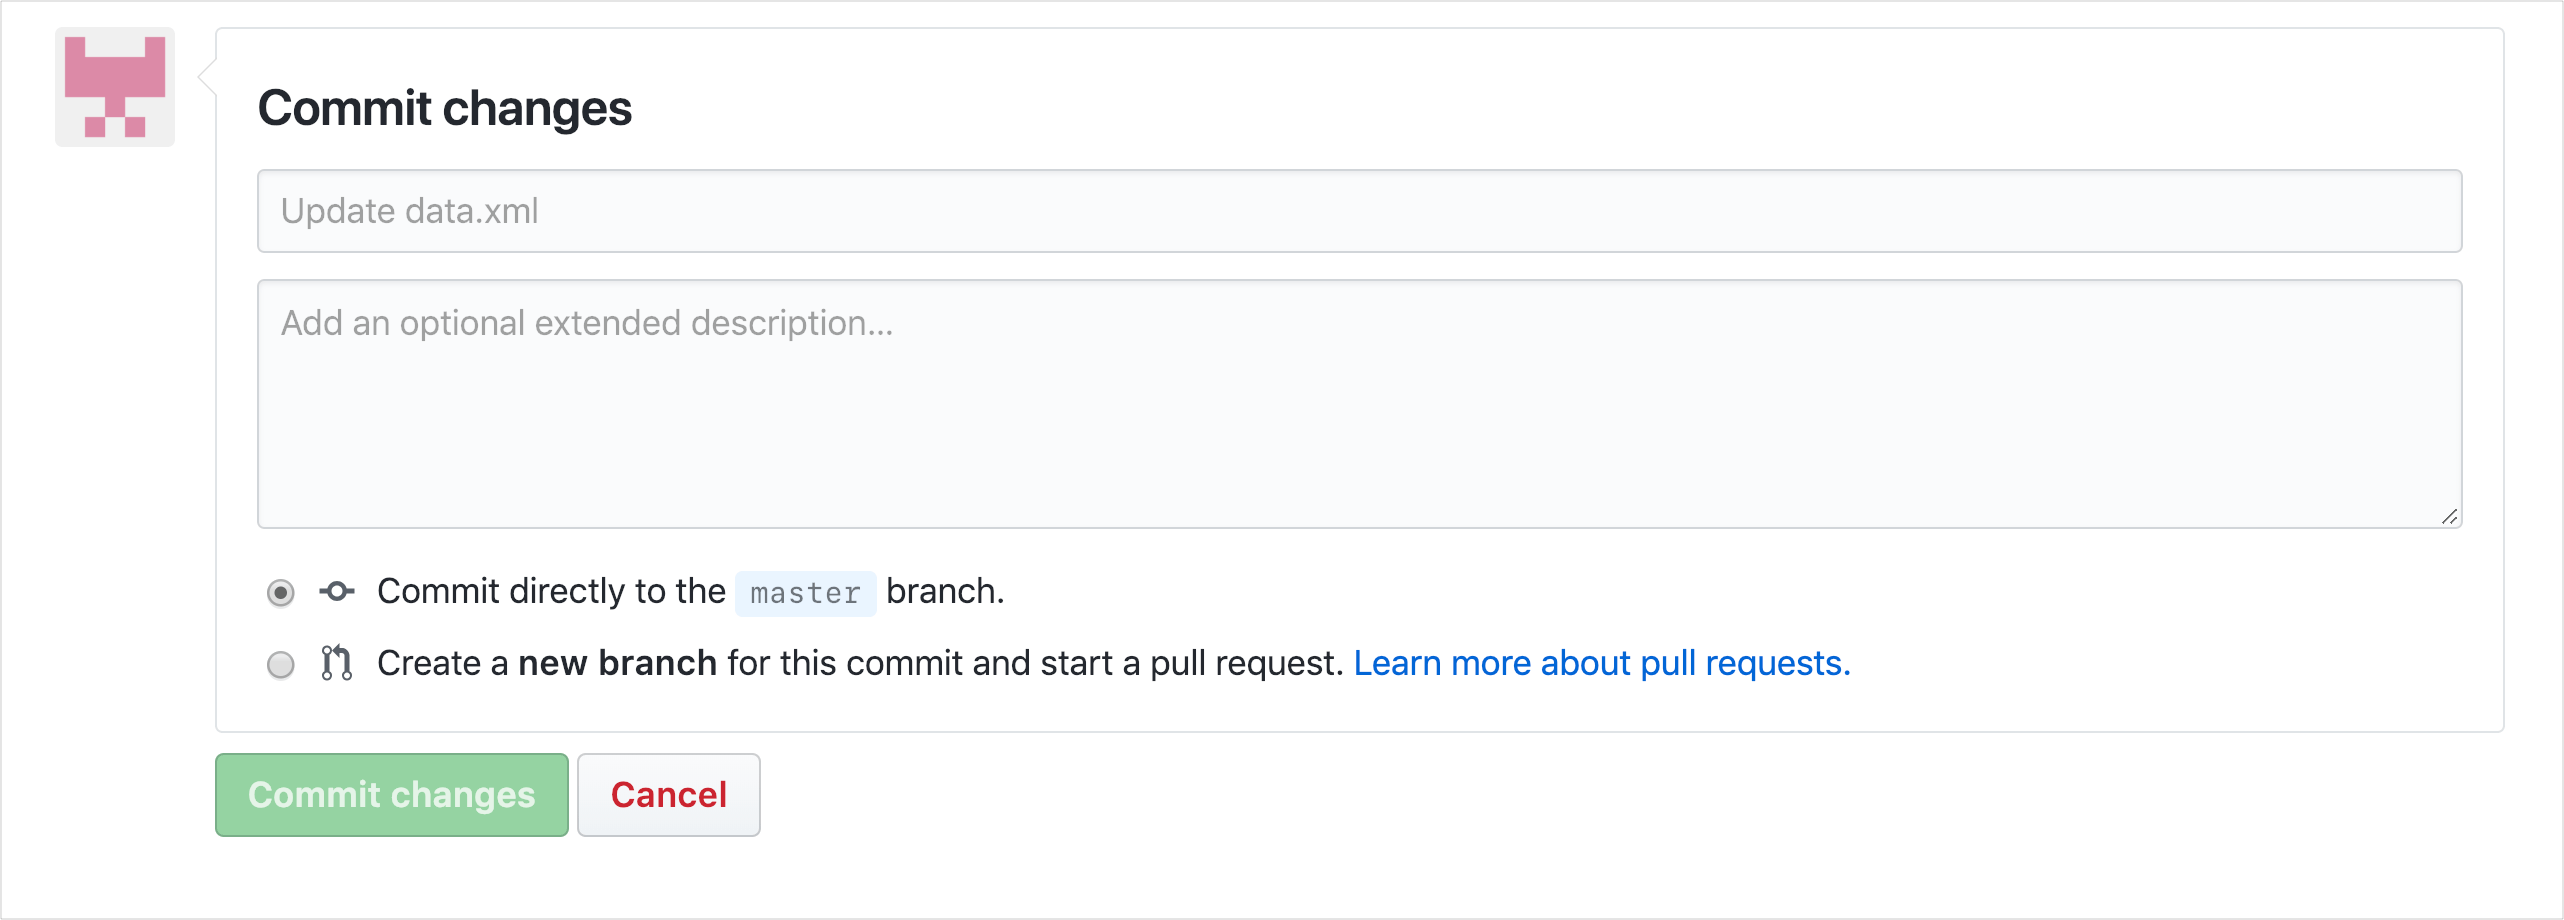 Commit changes
Update data.xml
Add an optional extended description...
Commit directly to the master branch.
Create a new branch for this commit and start a pull request. Learn more about pull requests.
Commit changes Cancel